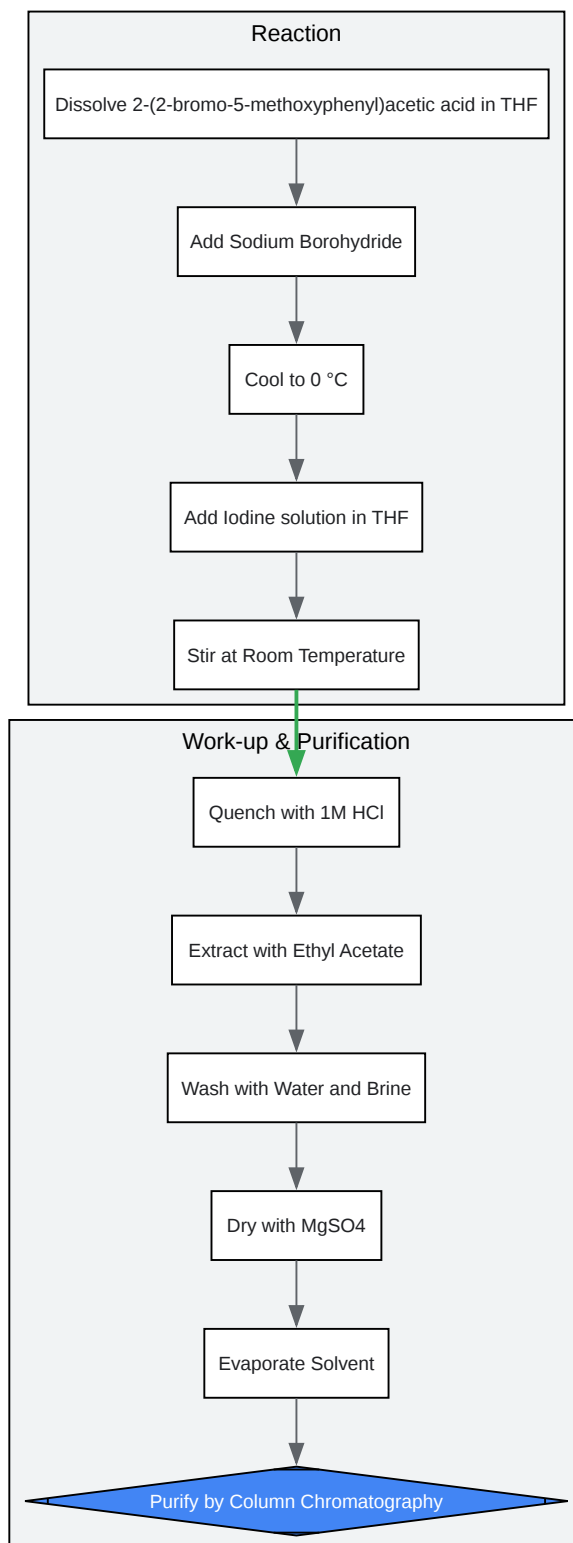 Reaction
Dissolve 2-(2-bromo-5-methoxyphenyl)acetic acid in THF
Add Sodium Borohydride
Cool to 0 °C
Add Iodine solution in THF
Stir at Room Temperature
Work-up & Purification
Quench with 1M HCl
Extract with Ethyl Acetate
Wash with Water and Brine
Dry with MgSO4
Evaporate Solvent
Purify by Column Chromatography